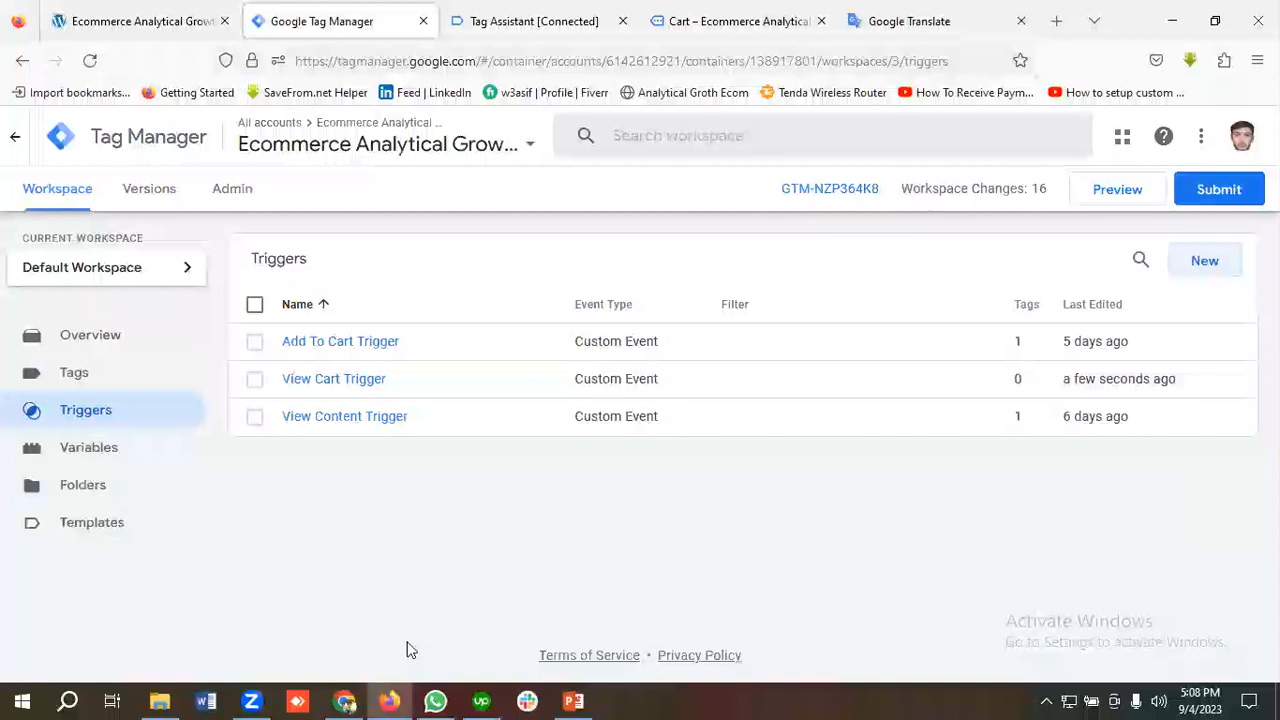 Ecommerce Analytical Grow
Google Tag Manager
Tag Assistant [Connected]
Cart – Ecommerce Analytical
Google Translate
https://tagmanager.google.com/#/container/accounts/6142612921/containers/138917801/workspaces/3/triggers
Import bookmarks...
Getting Started
SaveFrom.net Helper
Feed | LinkedIn
w3asif | Profile | Fiverr
Analytical Groth Ecom
Tenda Wireless Router
How To Receive Paym...
How to setup custom ...
Tag Manager
All accounts > Ecommerce Analytical ...
Ecommerce Analytical Grow...
Search workspace
Workspace
Versions
Admin
GTM-NZP364K8
Workspace Changes: 16
Preview
Submit
CURRENT WORKSPACE
Default Workspace
Overview
Tags
Triggers
Variables
Folders
Templates
Triggers
New
Name Event Type Filter Tags Last Edited
Add To Cart Trigger Custom Event 1 5 days ago
View Cart Trigger Custom Event 0 a few seconds ago
View Content Trigger Custom Event 1 6 days ago
Activate Windows
Go to Settings to activate Windows.
Terms of Service • Privacy Policy
5:08 PM
9/4/2023